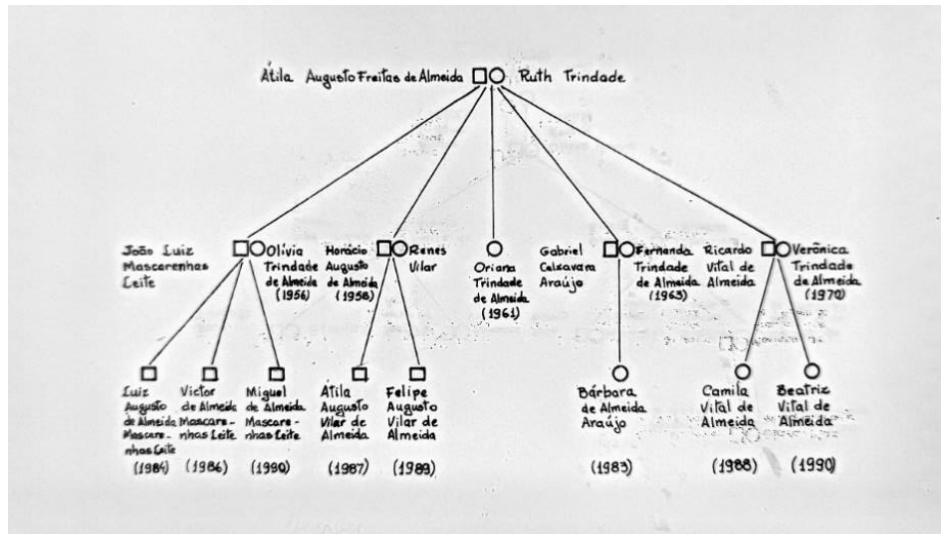 Átila Augusto Freitas de Almeida Ruth Trindade
João Luiz
Mascarenhas
Leite
Olívia
Trindade
de Almeida
(1956)
Horácio
Augusto
de Almeida
(1958)
Renes
Vilar
Oriana
Trindade
de Almeida
(1961)
Gabriel
Calzavara
Araújo
Fernanda
Trindade
de Almeida
(1963)
Ricardo
Vital de
Almeida
Verônica
Trindade
de Almeida
(1970)
Luiz
Augusto
de Almeida
Mascare-
nhas Leite
(1984)
Victor
de Almeida
Mascare-
nhas Leite
(1986)
Miguel
de Almeida
Mascare-
nhas Leite
(1990)
Átila
Augusto
Vilar de
Almeida
(1987)
Felipe
Augusto
Vilar de
Almeida
(1989)
Bárbara
de Almeida
Araújo
(1983)
Camila
Vital de
Almeida
(1988)
Beatriz
Vital de
Almeida
(1990)